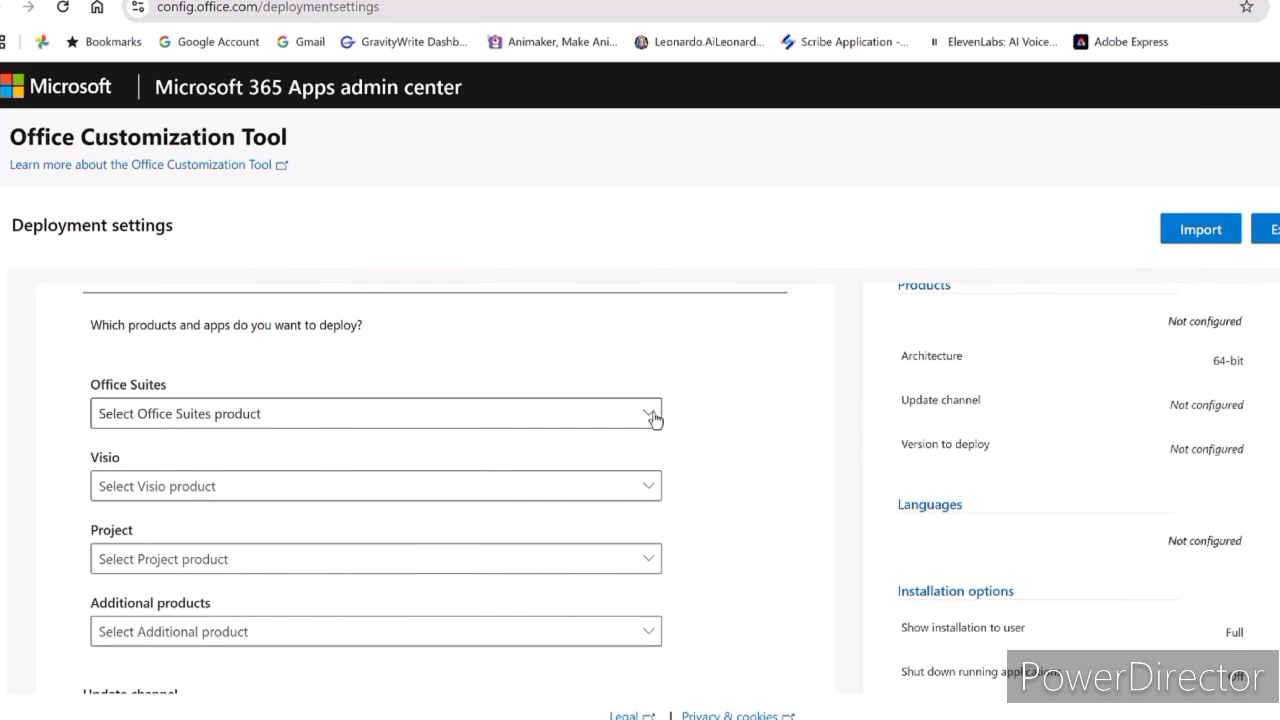 config.office.com/deploymentsettings
Bookmarks Google Account Gmail GravityWrite Dashb... Animaker, Make Ani... Leonardo.AiLeonard... Scribe Application -... ElevenLabs: AI Voice... Adobe Express
Microsoft | Microsoft 365 Apps admin center
Office Customization Tool
Learn more about the Office Customization Tool
Deployment settings
Import
Which products and apps do you want to deploy?
Office Suites
Select Office Suites product
Visio
Select Visio product
Project
Select Project product
Additional products
Select Additional product
Update channel
Products
Not configured
Architecture 64-bit
Update channel Not configured
Version to deploy Not configured
Languages
Not configured
Installation options
Show installation to user Full
Shut down running applications Off
PowerDirector
Legal | Privacy & cookies